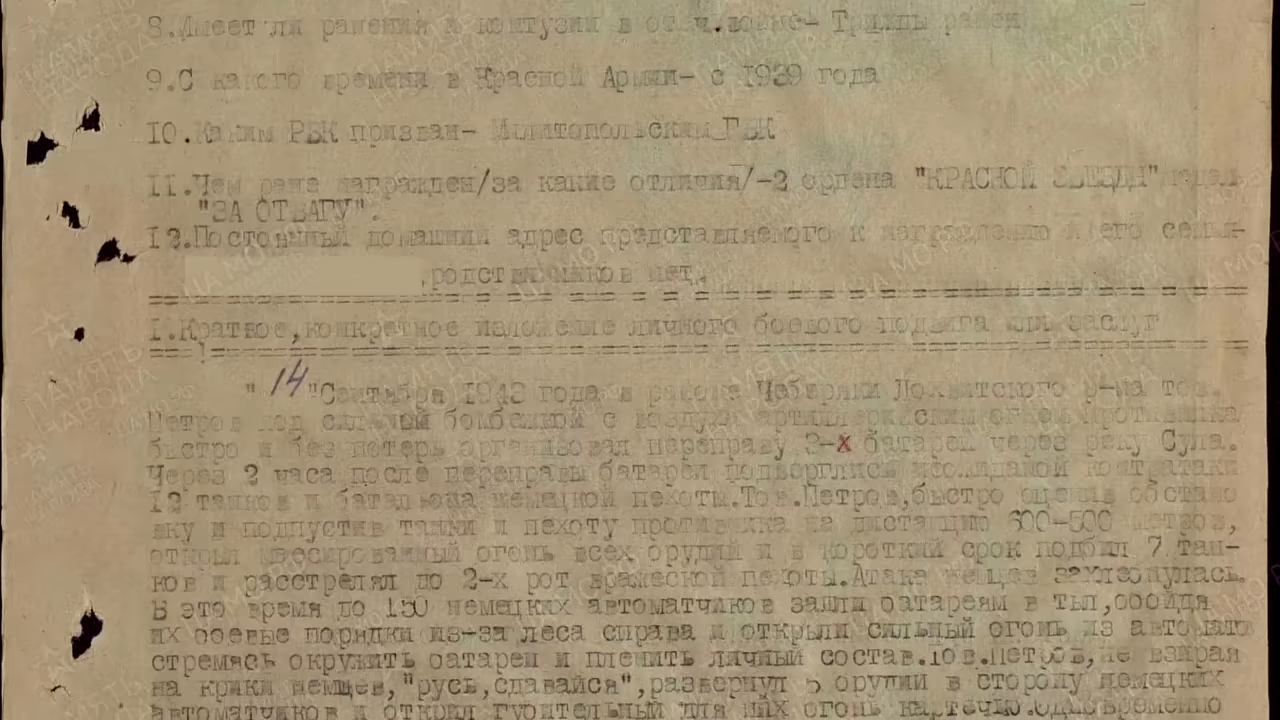 8.Имеет ли ранения и контузии в отеч.войне- Трижды ранен
9.С какого времени в Красной Армии- с 1939 года
10.Каким РВК призван- Мелитопольским РВК
11.Чем ранее награжден/за какие отличия/-2 ордена "КРАСНОЙ ЗВЕЗДЫ"
"ЗА ОТВАГУ".
12.Постоянный домашний адрес представляемого к награждению и его семьи-
,родственников нет.
1.Краткое,конкретное изложение личного боевого подвига или заслуг
"14"Сентября 1943 года в районе Чеберяки Лохвитского р-на тов.
Петров под сильной бомбежкой с воздуха артиллерийским огнем противника
быстро и без потерь организовал переправу 3-х батарей через реку Сула.
Через 2 часа после переправы батареи подверглись неожиданой контратаки
12 танков и батальона немецкой пехоты.Тов.Петров,быстро оценив обстано
вку и подпустив танки и пехоту противника на дистанцию 600-500 метров,
открыл массированный огонь всех орудий и в короткий срок подбил 7 тан-
ков и расстрелял до 2-х рот вражеской пехоты.Атака немцев захлебнулась.
В это время до 150 немецких автоматчиков зашли батареям в тыл,обойдя
их боевые порядки из-за леса справа и открыли сильный огонь из автомато
стремясь окружить батареи и пленить личный состав.Тов.Петров,не взирая
на крики немцев,"русь,сдавайся",развернул 5 орудий в сторону немецких
автоматчиков и открыл губительный для них огонь картечью.Одновременно